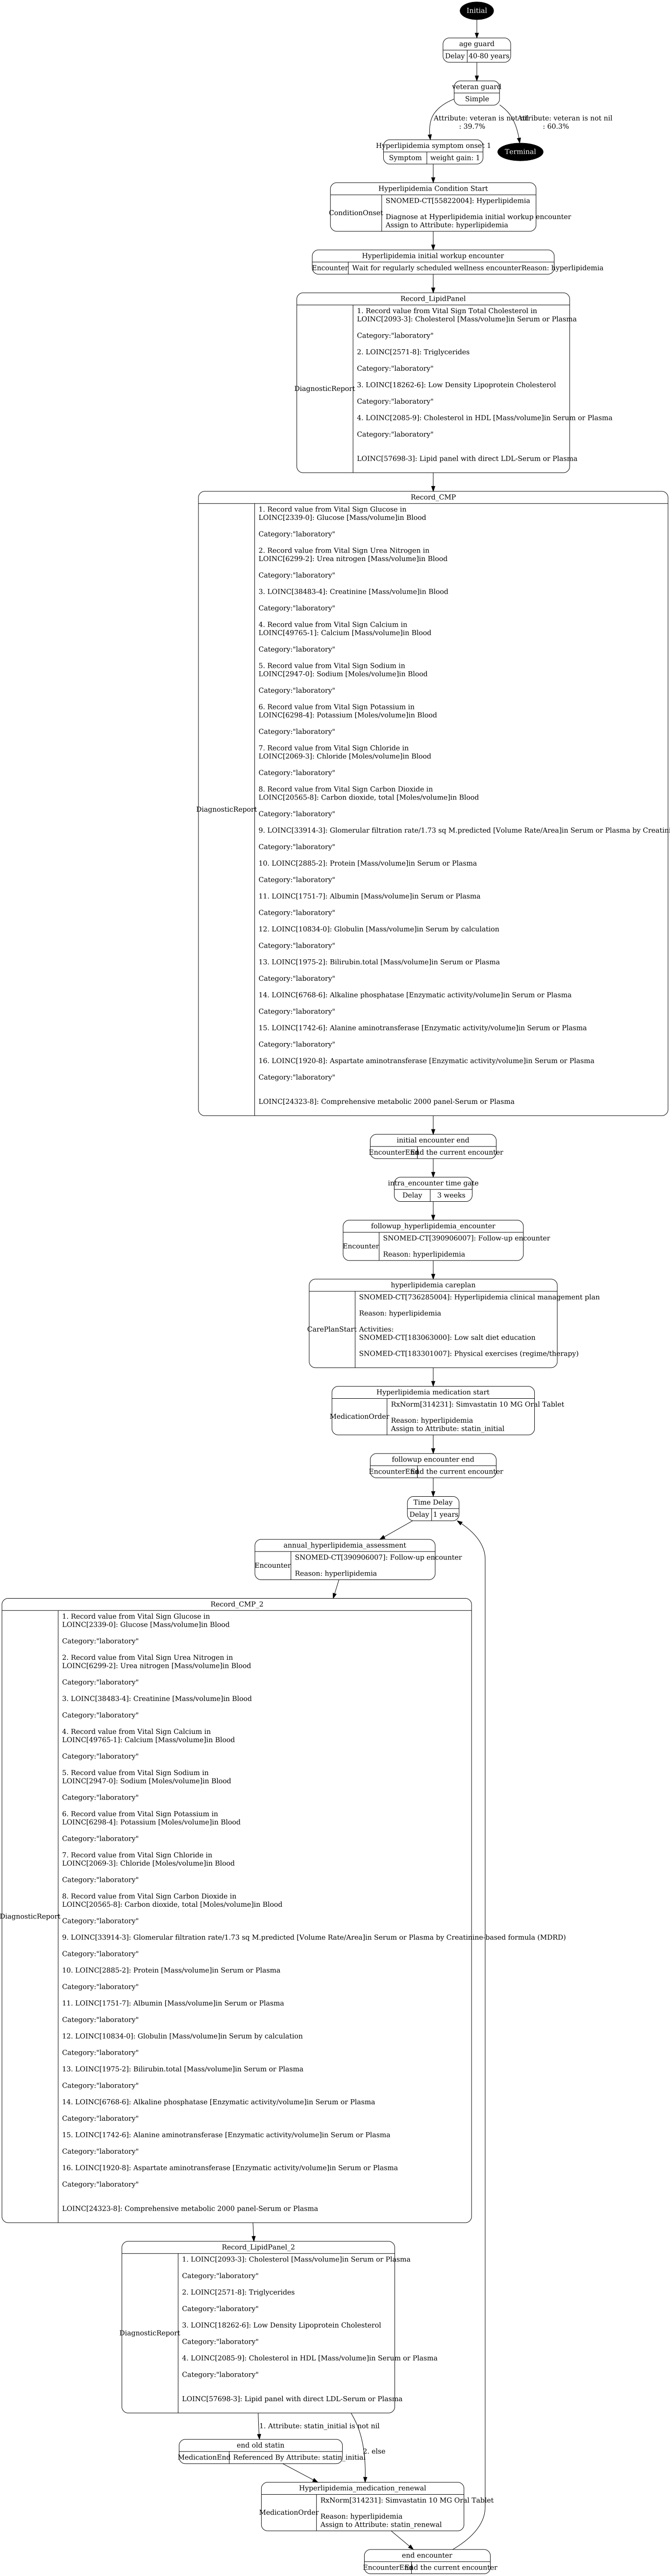 Initial
age guard
Delay
40-80 years
veteran guard
Simple
Attribute: veteran is not nil
: 39.7%
Attribute: veteran is not nil
: 60.3%
Hyperlipidemia symptom onset 1
Symptom
weight gain: 1
Terminal
Hyperlipidemia Condition Start
ConditionOnset
SNOMED-CT[55822004]: Hyperlipidemia
Diagnose at Hyperlipidemia initial workup encounter
Assign to Attribute: hyperlipidemia
Hyperlipidemia initial workup encounter
Encounter
Wait for regularly scheduled wellness encounterReason: hyperlipidemia
Record_LipidPanel
DiagnosticReport
1. Record value from Vital Sign Total Cholesterol in
LOINC[2093-3]: Cholesterol [Mass/volume]in Serum or Plasma
Category:"laboratory"
2. LOINC[2571-8]: Triglycerides
Category:"laboratory"
3. LOINC[18262-6]: Low Density Lipoprotein Cholesterol
Category:"laboratory"
4. LOINC[2085-9]: Cholesterol in HDL [Mass/volume]in Serum or Plasma
Category:"laboratory"
LOINC[57698-3]: Lipid panel with direct LDL-Serum or Plasma
Record_CMP
DiagnosticReport
1. Record value from Vital Sign Glucose in
LOINC[2339-0]: Glucose [Mass/volume]in Blood
Category:"laboratory"
2. Record value from Vital Sign Urea Nitrogen in
LOINC[6299-2]: Urea nitrogen [Mass/volume]in Blood
Category:"laboratory"
3. LOINC[38483-4]: Creatinine [Mass/volume]in Blood
Category:"laboratory"
4. Record value from Vital Sign Calcium in
LOINC[49765-1]: Calcium [Mass/volume]in Blood
Category:"laboratory"
5. Record value from Vital Sign Sodium in
LOINC[2947-0]: Sodium [Moles/volume]in Blood
Category:"laboratory"
6. Record value from Vital Sign Potassium in
LOINC[6298-4]: Potassium [Moles/volume]in Blood
Category:"laboratory"
7. Record value from Vital Sign Chloride in
LOINC[2069-3]: Chloride [Moles/volume]in Blood
Category:"laboratory"
8. Record value from Vital Sign Carbon Dioxide in
LOINC[20565-8]: Carbon dioxide, total [Moles/volume]in Blood
Category:"laboratory"
9. LOINC[33914-3]: Glomerular filtration rate/1.73 sq M.predicted [Volume Rate/Area]in Serum or Plasma by Creatini
Category:"laboratory"
10. LOINC[2885-2]: Protein [Mass/volume]in Serum or Plasma
Category:"laboratory"
11. LOINC[1751-7]: Albumin [Mass/volume]in Serum or Plasma
Category:"laboratory"
12. LOINC[10834-0]: Globulin [Mass/volume]in Serum by calculation
Category:"laboratory"
13. LOINC[1975-2]: Bilirubin.total [Mass/volume]in Serum or Plasma
Category:"laboratory"
14. LOINC[6768-6]: Alkaline phosphatase [Enzymatic activity/volume]in Serum or Plasma
Category:"laboratory"
15. LOINC[1742-6]: Alanine aminotransferase [Enzymatic activity/volume]in Serum or Plasma
Category:"laboratory"
16. LOINC[1920-8]: Aspartate aminotransferase [Enzymatic activity/volume]in Serum or Plasma
Category:"laboratory"
LOINC[24323-8]: Comprehensive metabolic 2000 panel-Serum or Plasma
initial encounter end
EncounterEnd
End the current encounter
intra_encounter time gate
Delay
3 weeks
followup_hyperlipidemia_encounter
Encounter
SNOMED-CT[390906007]: Follow-up encounter
Reason: hyperlipidemia
hyperlipidemia careplan
CarePlanStart
SNOMED-CT[736285004]: Hyperlipidemia clinical management plan
Reason: hyperlipidemia
Activities:
SNOMED-CT[183063000]: Low salt diet education
SNOMED-CT[183301007]: Physical exercises (regime/therapy)
Hyperlipidemia medication start
MedicationOrder
RxNorm[314231]: Simvastatin 10 MG Oral Tablet
Reason: hyperlipidemia
Assign to Attribute: statin_initial
followup encounter end
EncounterEnd
End the current encounter
Time Delay
Delay
1 years
annual_hyperlipidemia_assessment
Encounter
SNOMED-CT[390906007]: Follow-up encounter
Reason: hyperlipidemia
Record_CMP_2
DiagnosticReport
1. Record value from Vital Sign Glucose in
LOINC[2339-0]: Glucose [Mass/volume]in Blood
Category:"laboratory"
2. Record value from Vital Sign Urea Nitrogen in
LOINC[6299-2]: Urea nitrogen [Mass/volume]in Blood
Category:"laboratory"
3. LOINC[38483-4]: Creatinine [Mass/volume]in Blood
Category:"laboratory"
4. Record value from Vital Sign Calcium in
LOINC[49765-1]: Calcium [Mass/volume]in Blood
Category:"laboratory"
5. Record value from Vital Sign Sodium in
LOINC[2947-0]: Sodium [Moles/volume]in Blood
Category:"laboratory"
6. Record value from Vital Sign Potassium in
LOINC[6298-4]: Potassium [Moles/volume]in Blood
Category:"laboratory"
7. Record value from Vital Sign Chloride in
LOINC[2069-3]: Chloride [Moles/volume]in Blood
Category:"laboratory"
8. Record value from Vital Sign Carbon Dioxide in
LOINC[20565-8]: Carbon dioxide, total [Moles/volume]in Blood
Category:"laboratory"
9. LOINC[33914-3]: Glomerular filtration rate/1.73 sq M.predicted [Volume Rate/Area]in Serum or Plasma by Creatinine-based formula (MDRD)
Category:"laboratory"
10. LOINC[2885-2]: Protein [Mass/volume]in Serum or Plasma
Category:"laboratory"
11. LOINC[1751-7]: Albumin [Mass/volume]in Serum or Plasma
Category:"laboratory"
12. LOINC[10834-0]: Globulin [Mass/volume]in Serum by calculation
Category:"laboratory"
13. LOINC[1975-2]: Bilirubin.total [Mass/volume]in Serum or Plasma
Category:"laboratory"
14. LOINC[6768-6]: Alkaline phosphatase [Enzymatic activity/volume]in Serum or Plasma
Category:"laboratory"
15. LOINC[1742-6]: Alanine aminotransferase [Enzymatic activity/volume]in Serum or Plasma
Category:"laboratory"
16. LOINC[1920-8]: Aspartate aminotransferase [Enzymatic activity/volume]in Serum or Plasma
Category:"laboratory"
LOINC[24323-8]: Comprehensive metabolic 2000 panel-Serum or Plasma
Record_LipidPanel_2
DiagnosticReport
1. LOINC[2093-3]: Cholesterol [Mass/volume]in Serum or Plasma
Category:"laboratory"
2. LOINC[2571-8]: Triglycerides
Category:"laboratory"
3. LOINC[18262-6]: Low Density Lipoprotein Cholesterol
Category:"laboratory"
4. LOINC[2085-9]: Cholesterol in HDL [Mass/volume]in Serum or Plasma
Category:"laboratory"
LOINC[57698-3]: Lipid panel with direct LDL-Serum or Plasma
1. Attribute: statin_initial is not nil
end old statin
MedicationEnd
Referenced By Attribute: statin_initial
2. else
Hyperlipidemia_medication_renewal
MedicationOrder
RxNorm[314231]: Simvastatin 10 MG Oral Tablet
Reason: hyperlipidemia
Assign to Attribute: statin_renewal
end encounter
EncounterEnd
End the current encounter